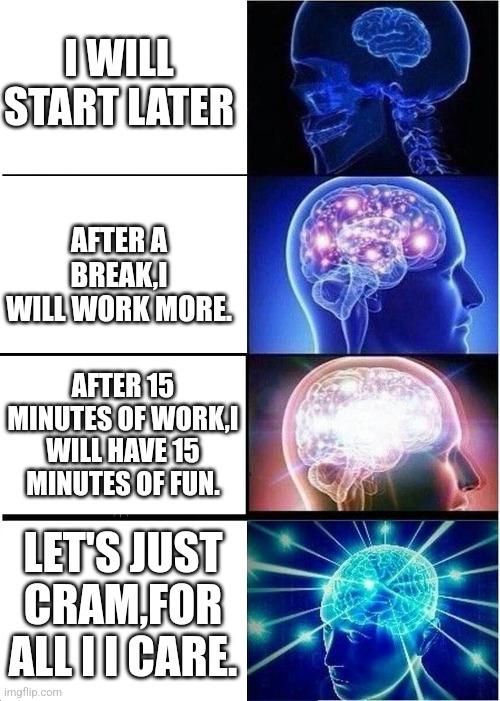 I WILL
START LATER
AFTER A
BREAK,I
WILL WORK MORE.
AFTER 15
MINUTES OF WORK,I
WILL HAVE 15
MINUTES OF FUN.
LET'S JUST
CRAM,FOR
ALL I I CARE.
imgflip.com